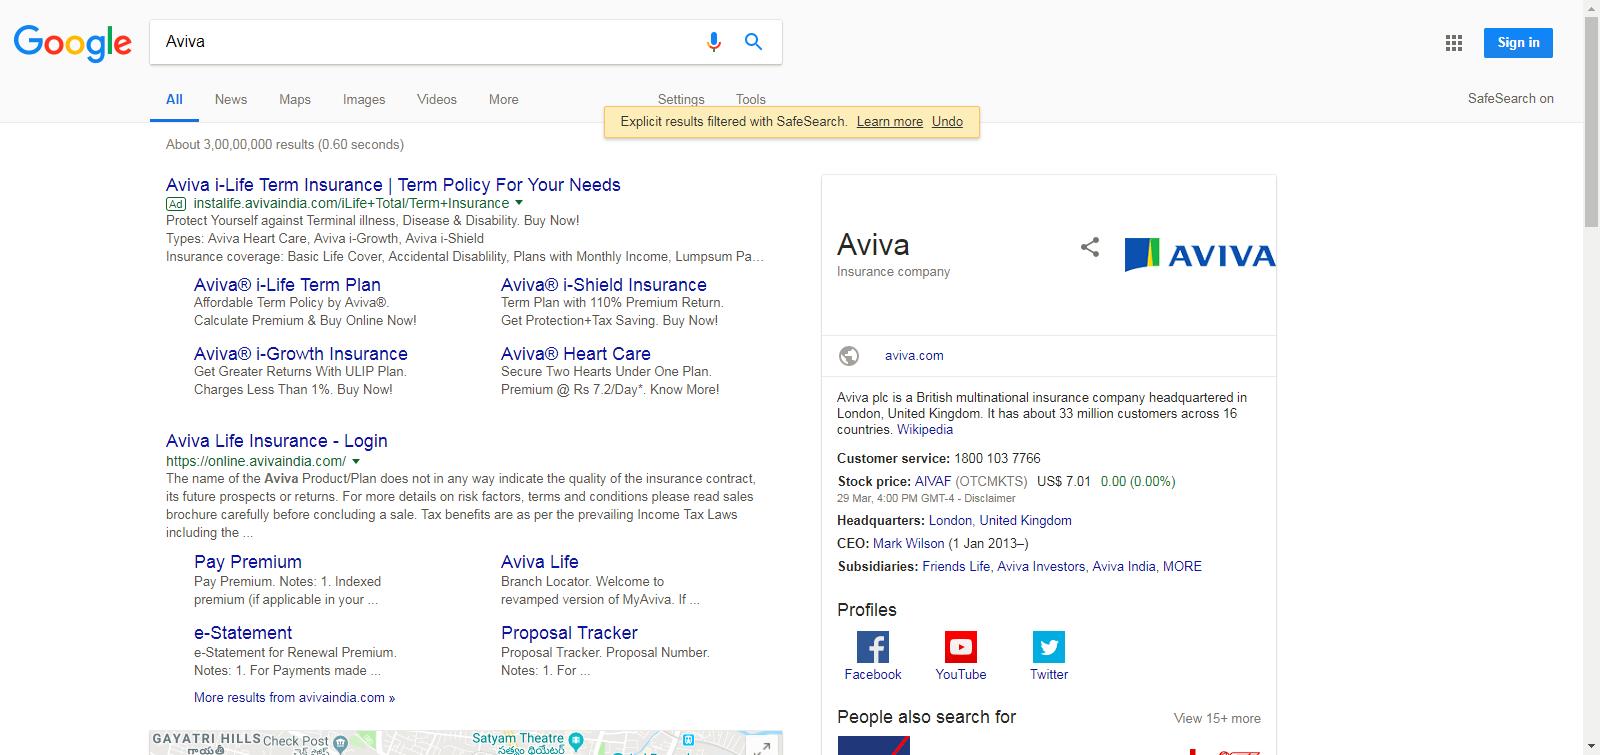 Google
Aviva
Sign in
All
News
Maps
Images
Videos
More
Settings
Tools
SafeSearch on
Explicit results filtered with SafeSearch. Learn more Undo
About 3,00,00,000 results (0.60 seconds)
Aviva i-Life Term Insurance | Term Policy For Your Needs
Ad instalife.avivaindia.com/iLife+Total/Term+Insurance
Protect Yourself against Terminal illness, Disease & Disability. Buy Now!
Types: Aviva Heart Care, Aviva i-Growth, Aviva i-Shield
Insurance coverage: Basic Life Cover, Accidental Disablility, Plans with Monthly Income, Lumpsum Pa...
Aviva® i-Life Term Plan
Affordable Term Policy by Aviva®.
Calculate Premium & Buy Online Now!
Aviva® i-Shield Insurance
Term Plan with 110% Premium Return.
Get Protection+Tax Saving. Buy Now!
Aviva® i-Growth Insurance
Get Greater Returns With ULIP Plan.
Charges Less Than 1%. Buy Now!
Aviva® Heart Care
Secure Two Hearts Under One Plan.
Premium @ Rs 7.2/Day*. Know More!
Aviva Life Insurance - Login
https://online.avivaindia.com/
The name of the Aviva Product/Plan does not in any way indicate the quality of the insurance contract,
its future prospects or returns. For more details on risk factors, terms and conditions please read sales
brochure carefully before concluding a sale. Tax benefits are as per the prevailing Income Tax Laws
including the ...
Pay Premium
Pay Premium. Notes: 1. Indexed
premium (if applicable in your ...
Aviva Life
Branch Locator. Welcome to
revamped version of MyAviva. If ...
e-Statement
e-Statement for Renewal Premium.
Notes: 1. For Payments made ...
Proposal Tracker
Proposal Tracker. Proposal Number.
Notes: 1. For ...
More results from avivaindia.com »
GAYATRI HILLS
గాయత్రీ
Check Post
చెక్ పోస్ట్
Satyam Theatre
సత్యం థియేటర్
Aviva
Insurance company
AVIVA
aviva.com
Aviva plc is a British multinational insurance company headquartered in
London, United Kingdom. It has about 33 million customers across 16
countries. Wikipedia
Customer service: 1800 103 7766
Stock price: AIVAF (OTCMKTS) US$ 7.01 0.00 (0.00%)
29 Mar, 4:00 PM GMT-4 - Disclaimer
Headquarters: London, United Kingdom
CEO: Mark Wilson (1 Jan 2013–)
Subsidiaries: Friends Life, Aviva Investors, Aviva India, MORE
Profiles
Facebook
YouTube
Twitter
People also search for
View 15+ more